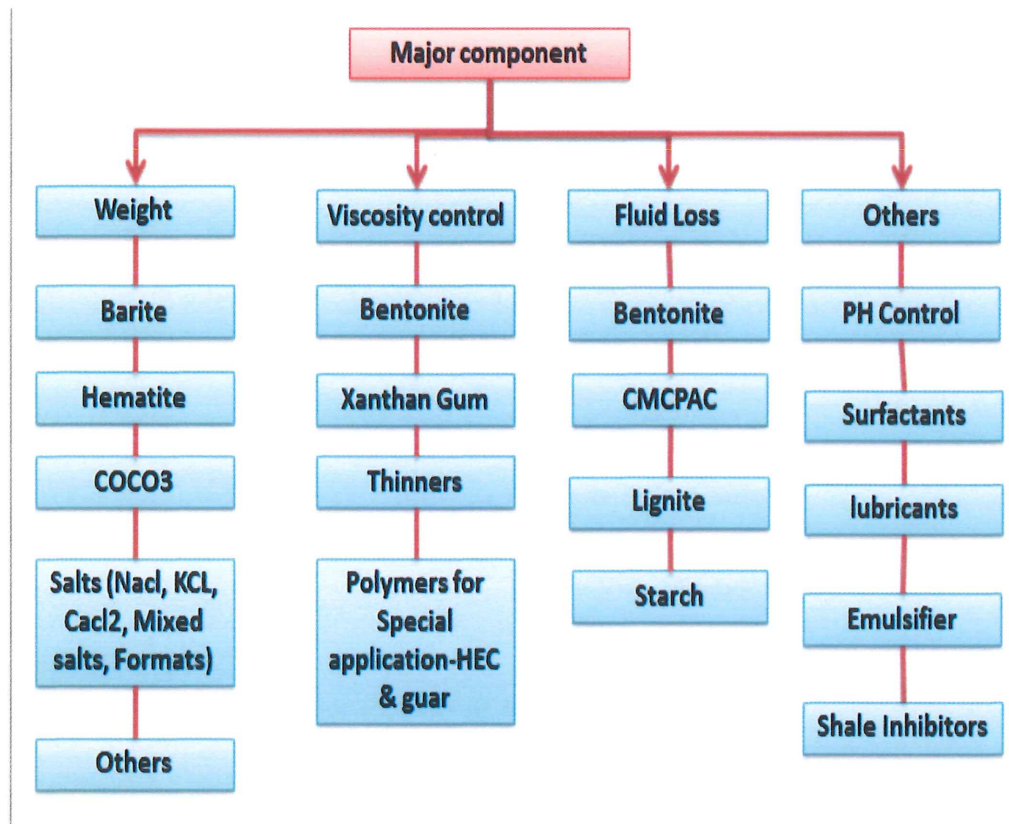 Major component
Weight
Barite
Hematite
COCO3
Salts (Nacl, KCL,
Cacl2, Mixed
salts, Formats)
Others
Viscosity control
Bentonite
Xanthan Gum
Thinners
Polymers for
Special
application-HEC
& guar
Fluid Loss
Bentonite
CMCPAC
Lignite
Starch
Others
PH Control
Surfactants
lubricants
Emulsifier
Shale Inhibitors